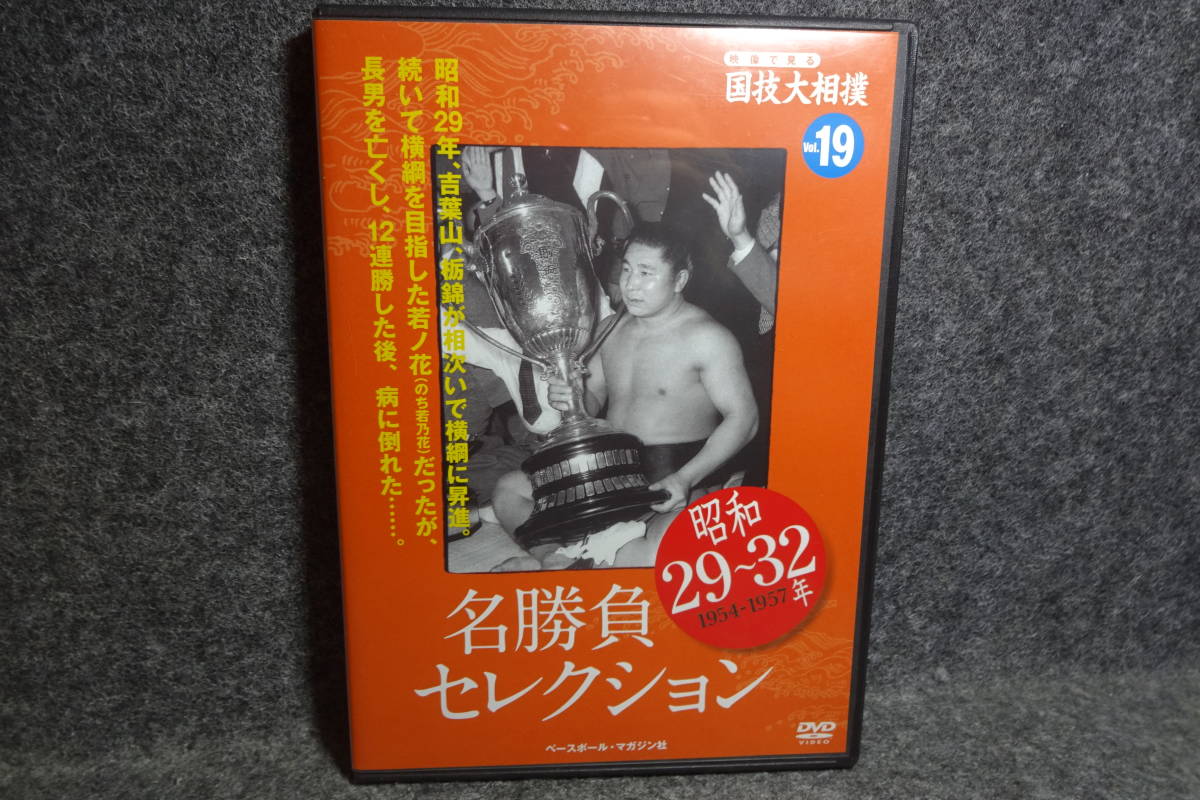 映像で見る
国技大相撲
Vol.19
昭和29年、吉葉山、栃錦が相次いで横綱に昇進。
続いて横綱を目指した若ノ花(のち若乃花)だったが、
長男を亡くし、12連勝した後、病に倒れた……。
昭和
29~32年
1954-1957
名勝負
セレクション
ベースボール・マガジン社
DVD
VIDEO